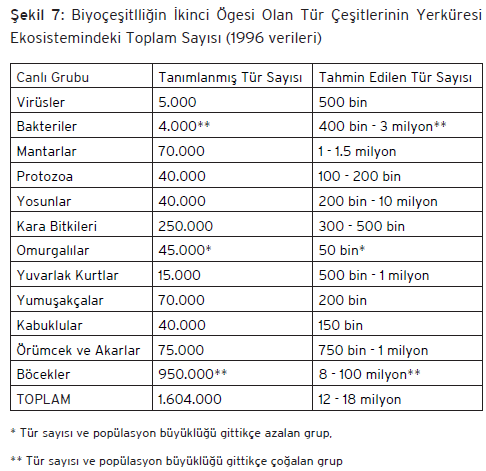 Şekil 7: Biyoçeşitlliğin İkinci Ögesi Olan Tür Çeşitlerinin Yerküresi
Ekosistemindeki Toplam Sayısı (1996 verileri)
Canlı Grubu Tanımlanmış Tür Sayısı Tahmin Edilen Tür Sayısı
Virüsler 5.000 500 bin
Bakteriler 4.000** 400 bin - 3 milyon**
Mantarlar 70.000 1 - 1.5 milyon
Protozoa 40.000 100 - 200 bin
Yosunlar 40.000 200 bin - 10 milyon
Kara Bitkileri 250.000 300 - 500 bin
Omurgalılar 45.000* 50 bin*
Yuvarlak Kurtlar 15.000 500 bin - 1 milyon
Yumuşakçalar 70.000 200 bin
Kabuklular 40.000 150 bin
Örümcek ve Akarlar 75.000 750 bin - 1 milyon
Böcekler 950.000** 8 - 100 milyon**
TOPLAM 1.604.000 12 - 18 milyon
* Tür sayısı ve popülasyon büyüklüğü gittikçe azalan grup,
** Tür sayısı ve popülasyon büyüklüğü gittikçe çoğalan grup